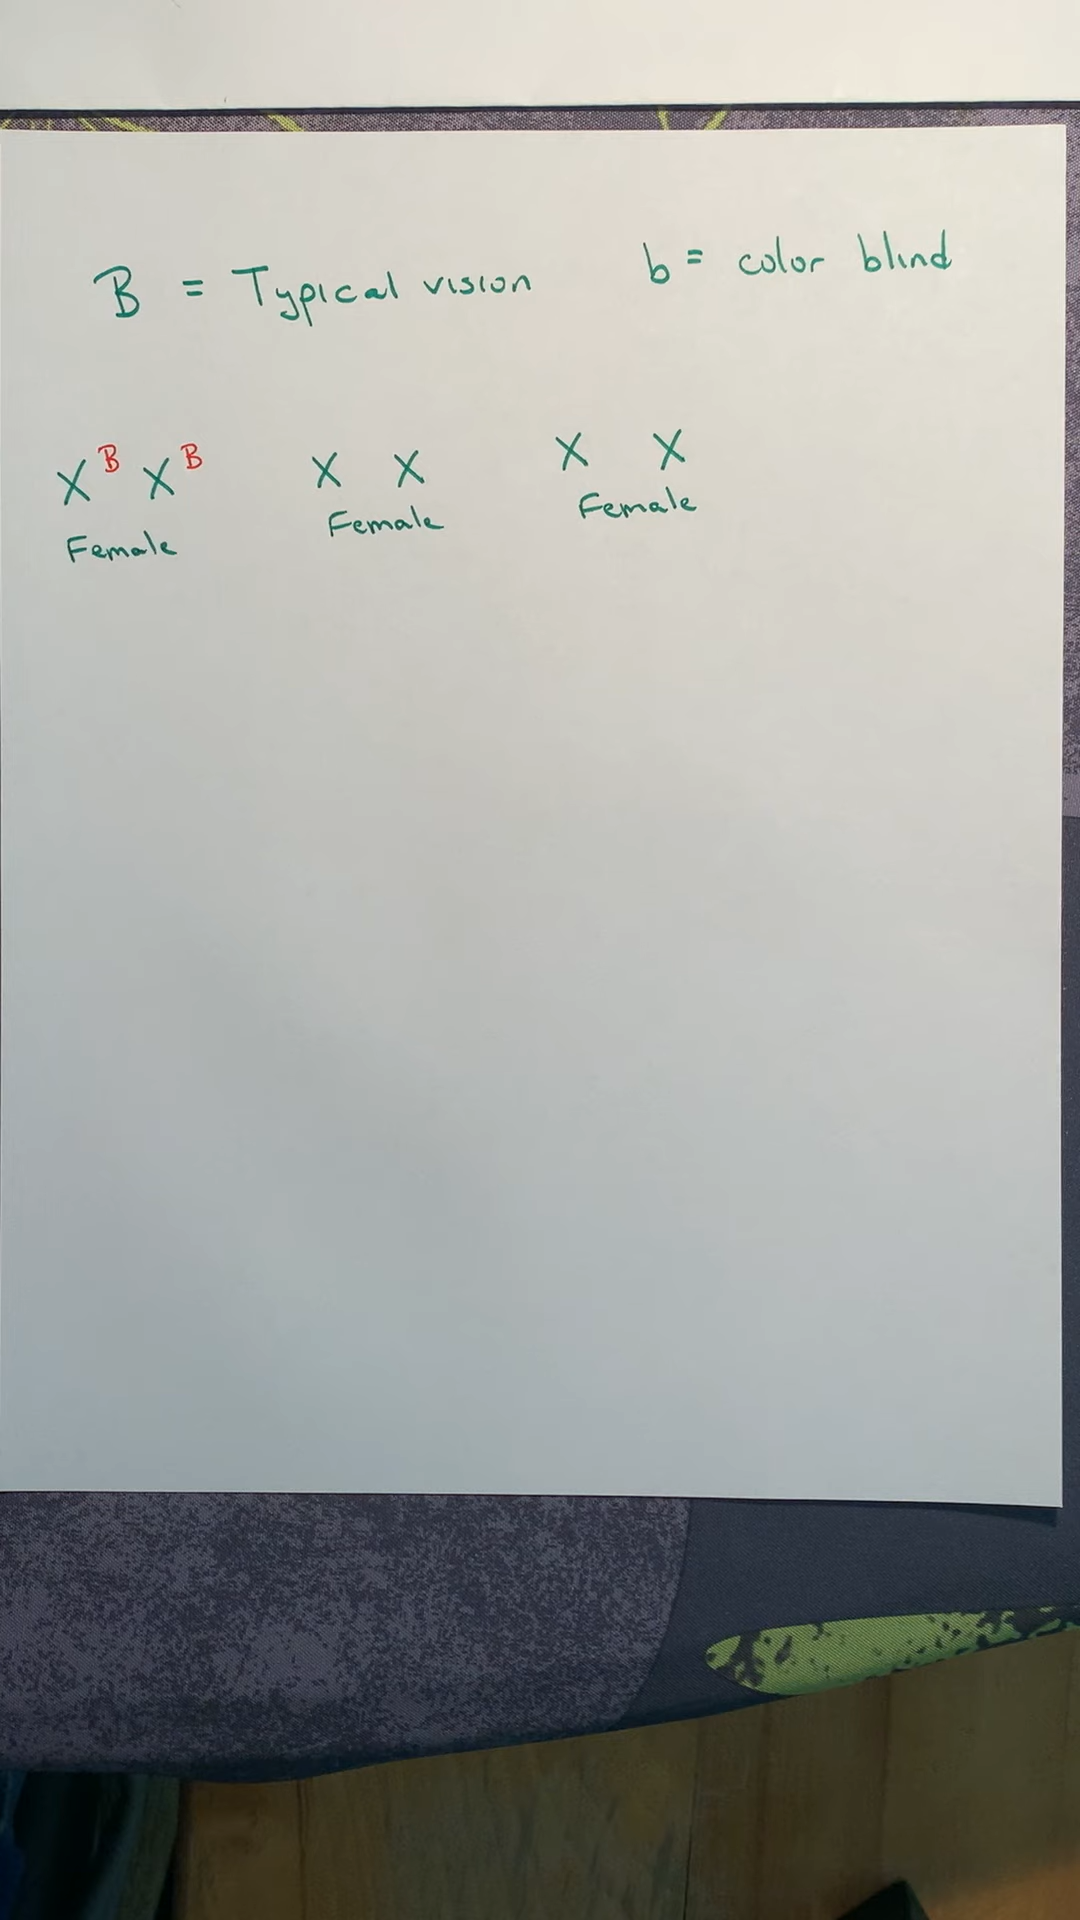 B = Typical vision b = color blind
X^B X^B X X X X
Female Female Female